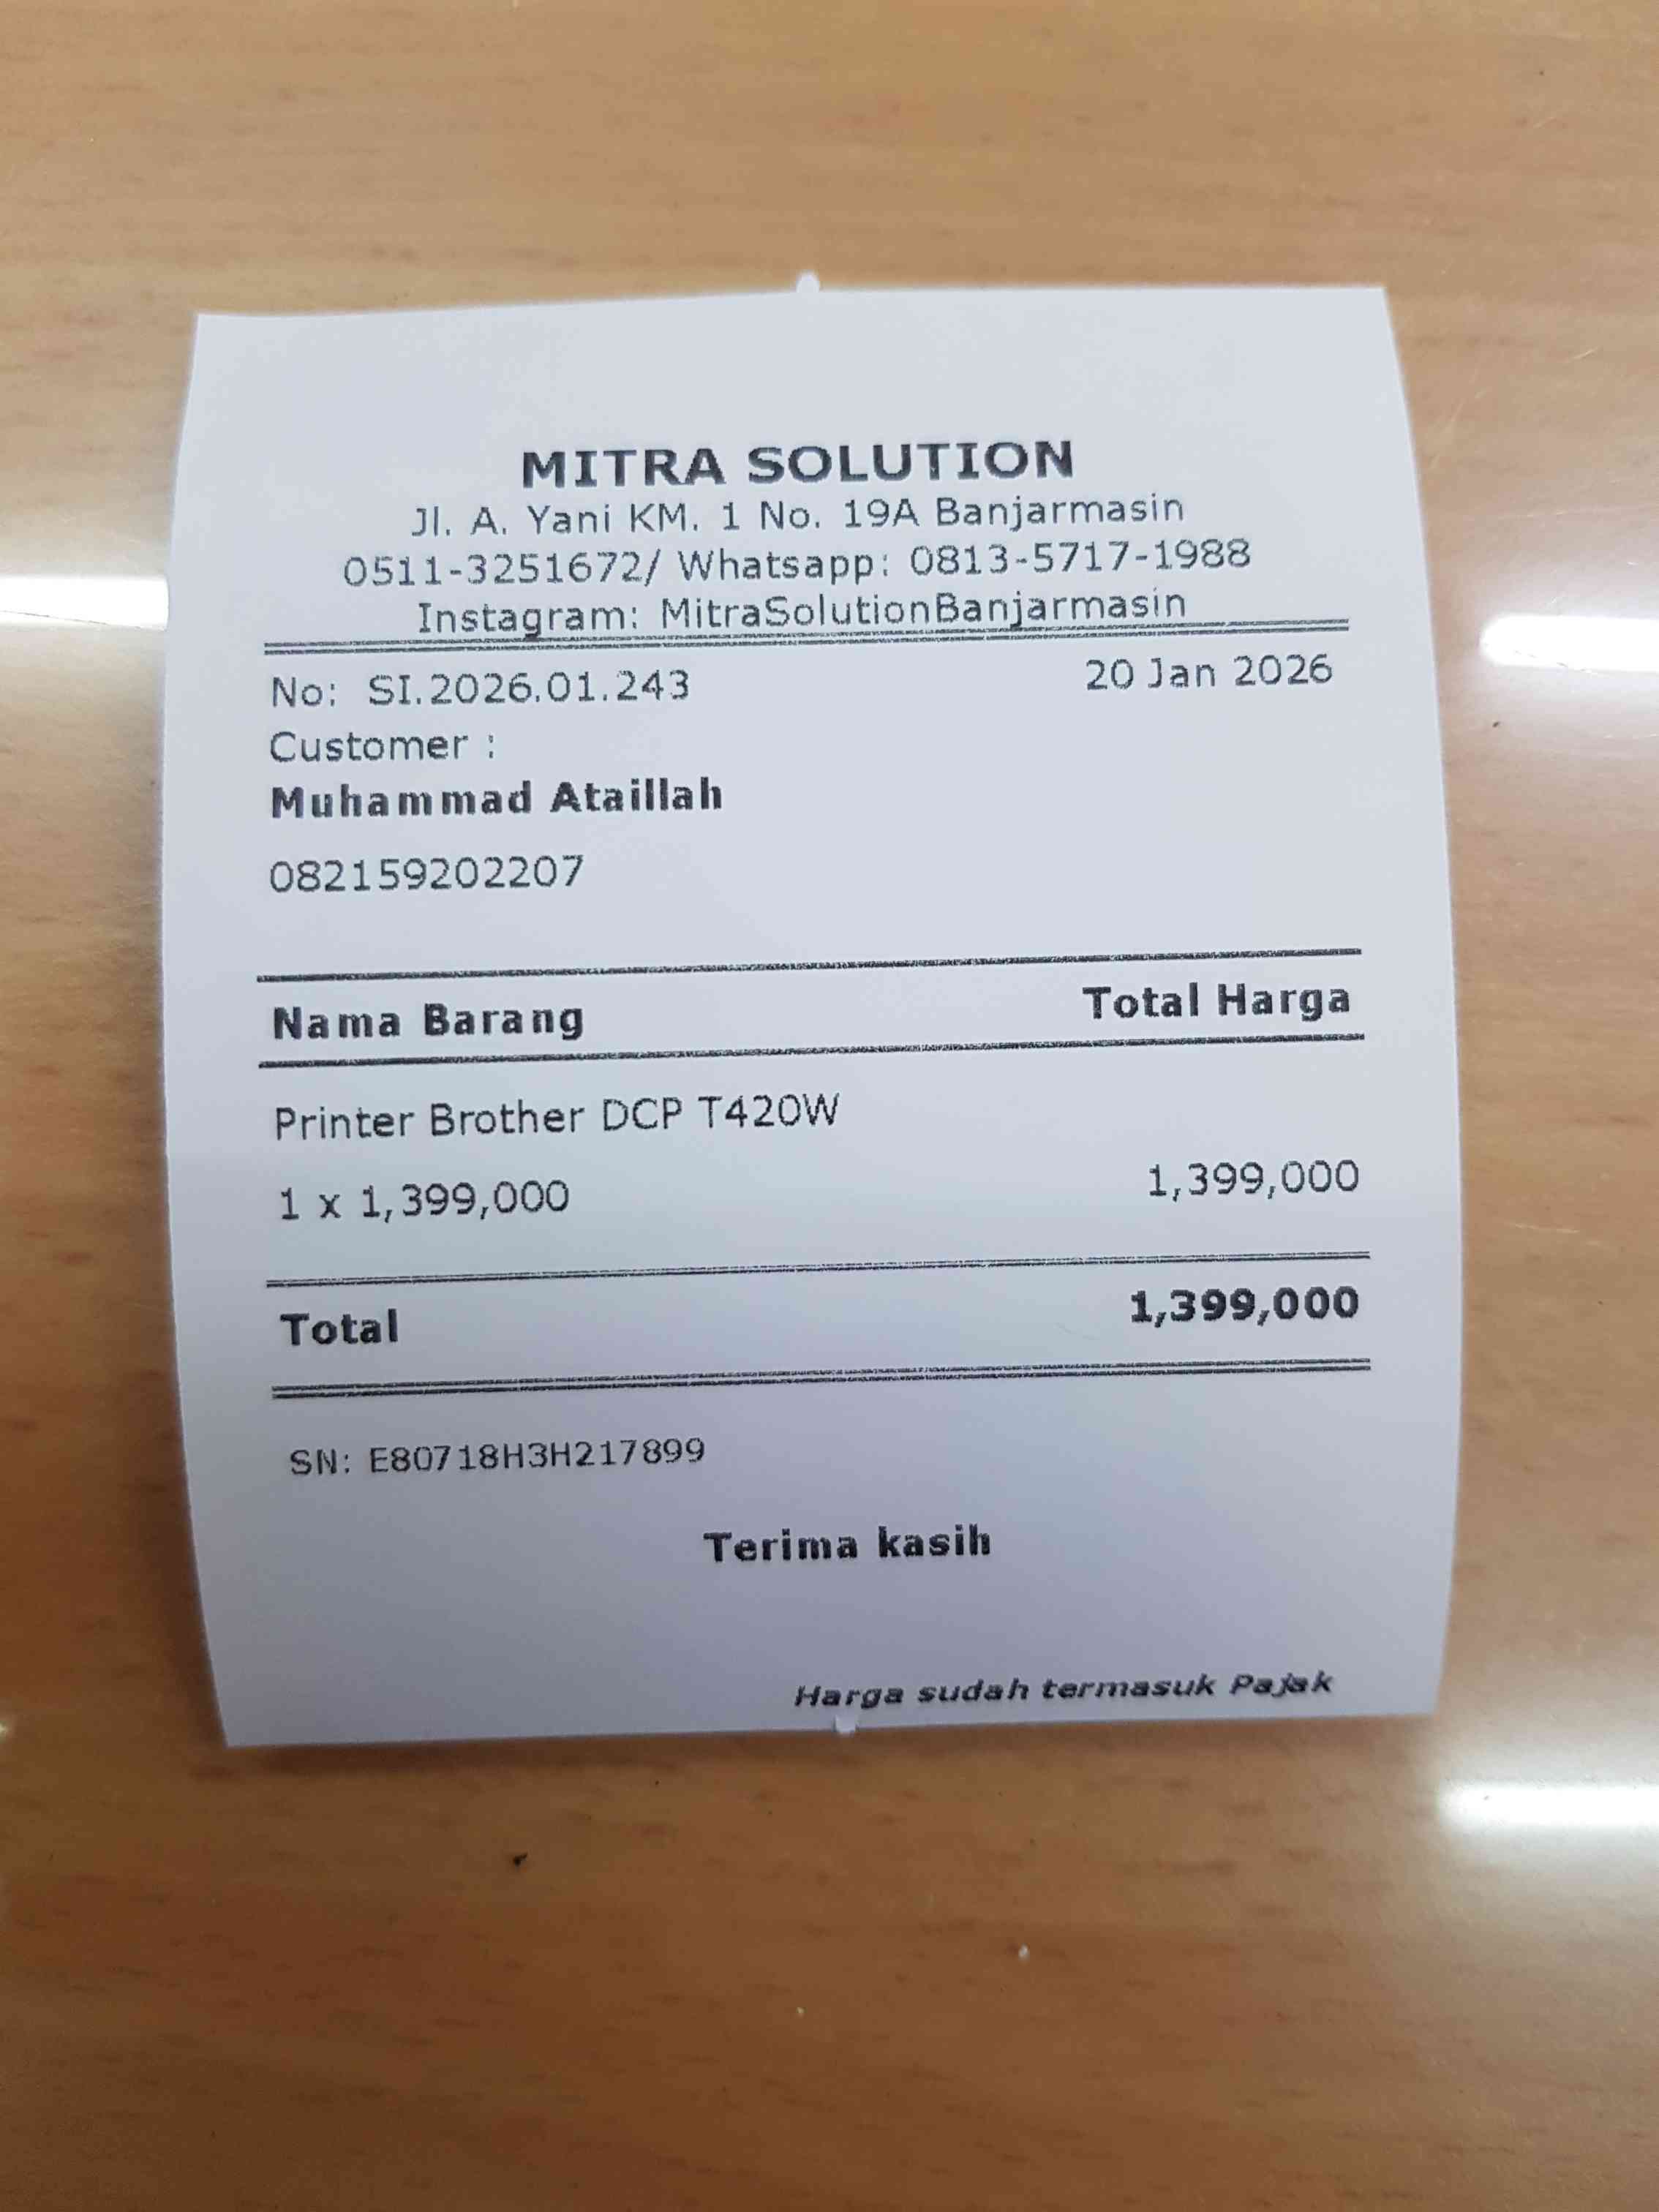 MITRA SOLUTION
Jl. A. Yani KM. 1 No. 19A Banjarmasin
0511-3251672/ Whatsapp: 0813-5717-1988
Instagram: MitraSolutionBanjarmasin
No: SI.2026.01.243 20 Jan 2026
Customer :
Muhammad Ataillah
082159202207
Nama Barang Total Harga
Printer Brother DCP T420W
1 x 1,399,000 1,399,000
Total 1,399,000
SN: E80718H3H217899
Terima kasih
Harga sudah termasuk Pajak